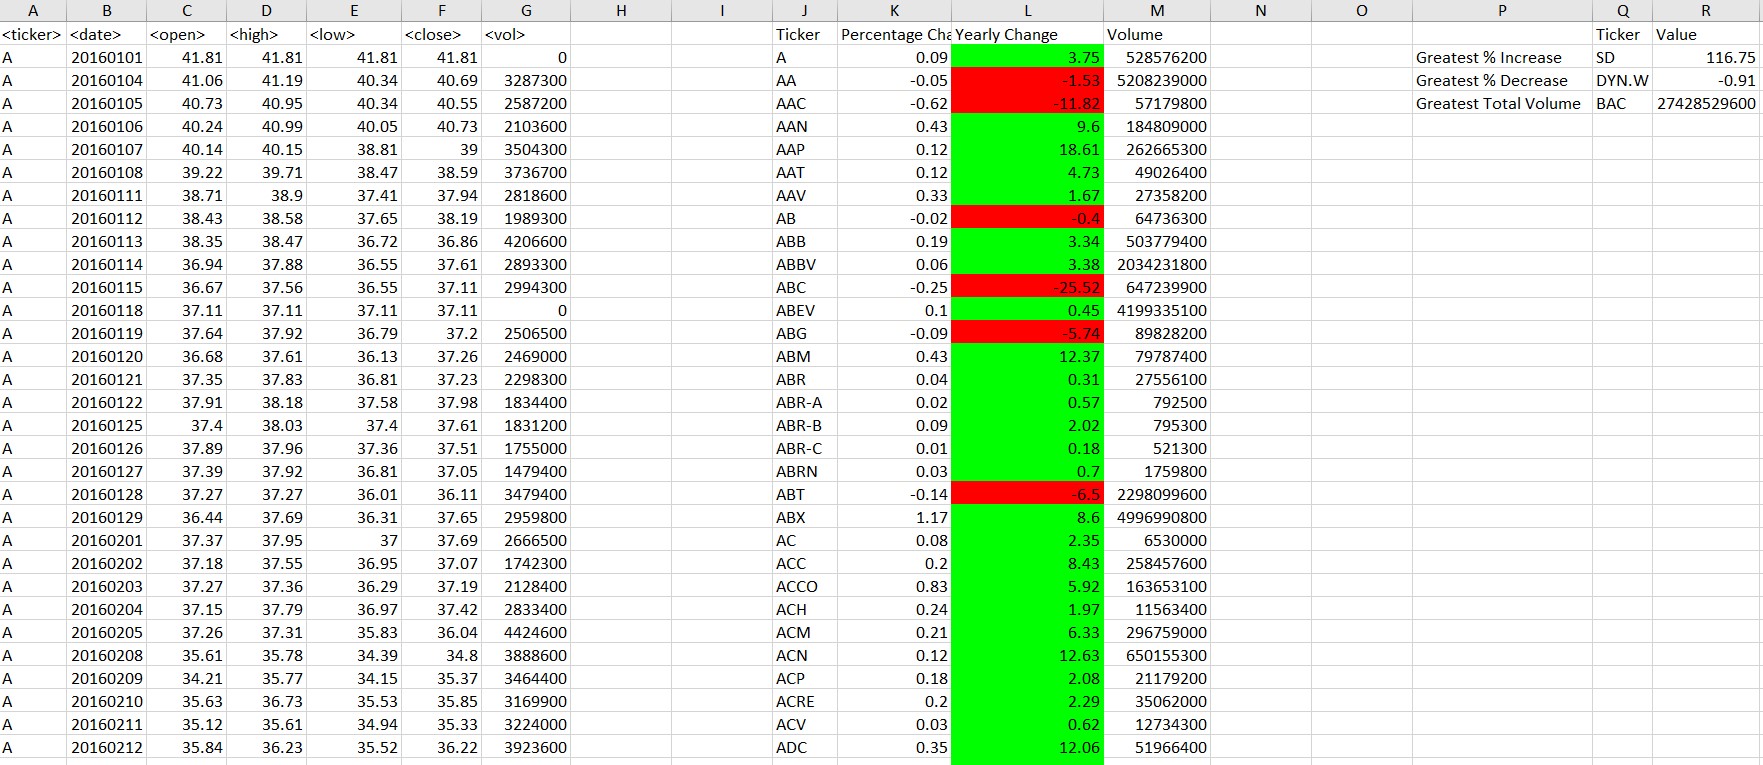 A B C D E F G H I J K L M N O P Q R
<ticker> <date> <open> <high> <low> <close> <vol> Ticker Percentage Cha Yearly Change Volume Ticker Value
A 20160101 41.81 41.81 41.81 41.81 0 A 0.09 3.75 528576200 Greatest % Increase SD 116.75
A 20160104 41.06 41.19 40.34 40.69 3287300 AA -0.05 -1.53 5208239000 Greatest % Decrease DYN.W -0.91
A 20160105 40.73 40.95 40.34 40.55 2587200 AAC -0.62 -11.82 57179800 Greatest Total Volume BAC 27428529600
A 20160106 40.24 40.99 40.05 40.73 2103600 AAN 0.43 9.6 184809000
A 20160107 40.14 40.15 38.81 39 3504300 AAP 0.12 18.61 262665300
A 20160108 39.22 39.71 38.47 38.59 3736700 AAT 0.12 4.73 49026400
A 20160111 38.71 38.9 37.41 37.94 2818600 AAV 0.33 1.67 27358200
A 20160112 38.43 38.58 37.65 38.19 1989300 AB -0.02 -0.4 64736300
A 20160113 38.35 38.47 36.72 36.86 4206600 ABB 0.19 3.34 503779400
A 20160114 36.94 37.88 36.55 37.61 2893300 ABBV 0.06 3.38 2034231800
A 20160115 36.67 37.56 36.55 37.11 2994300 ABC -0.25 -25.52 647239900
A 20160118 37.11 37.11 37.11 37.11 0 ABEV 0.1 0.45 4199335100
A 20160119 37.64 37.92 36.79 37.2 2506500 ABG -0.09 -5.74 89828200
A 20160120 36.68 37.61 36.13 37.26 2469000 ABM 0.43 12.37 79787400
A 20160121 37.35 37.83 36.81 37.23 2298300 ABR 0.04 0.31 27556100
A 20160122 37.91 38.18 37.58 37.98 1834400 ABR-A 0.02 0.57 792500
A 20160125 37.4 38.03 37.4 37.61 1831200 ABR-B 0.09 2.02 795300
A 20160126 37.89 37.96 37.36 37.51 1755000 ABR-C 0.01 0.18 521300
A 20160127 37.39 37.92 36.81 37.05 1479400 ABRN 0.03 0.7 1759800
A 20160128 37.27 37.27 36.01 36.11 3479400 ABT -0.14 -6.5 2298099600
A 20160129 36.44 37.69 36.31 37.65 2959800 ABX 1.17 8.6 4996990800
A 20160201 37.37 37.95 37 37.69 2666500 AC 0.08 2.35 6530000
A 20160202 37.18 37.55 36.95 37.07 1742300 ACC 0.2 8.43 258457600
A 20160203 37.27 37.36 36.29 37.19 2128400 ACCO 0.83 5.92 163653100
A 20160204 37.15 37.79 36.97 37.42 2833400 ACH 0.24 1.97 11563400
A 20160205 37.26 37.31 35.83 36.04 4424600 ACM 0.21 6.33 296759000
A 20160208 35.61 35.78 34.39 34.8 3888600 ACN 0.12 12.63 650155300
A 20160209 34.21 35.77 34.15 35.37 3464400 ACP 0.18 2.08 21179200
A 20160210 35.63 36.73 35.53 35.85 3169900 ACRE 0.2 2.29 35062000
A 20160211 35.12 35.61 34.94 35.33 3224000 ACV 0.03 0.62 12734300
A 20160212 35.84 36.23 35.52 36.22 3923600 ADC 0.35 12.06 51966400